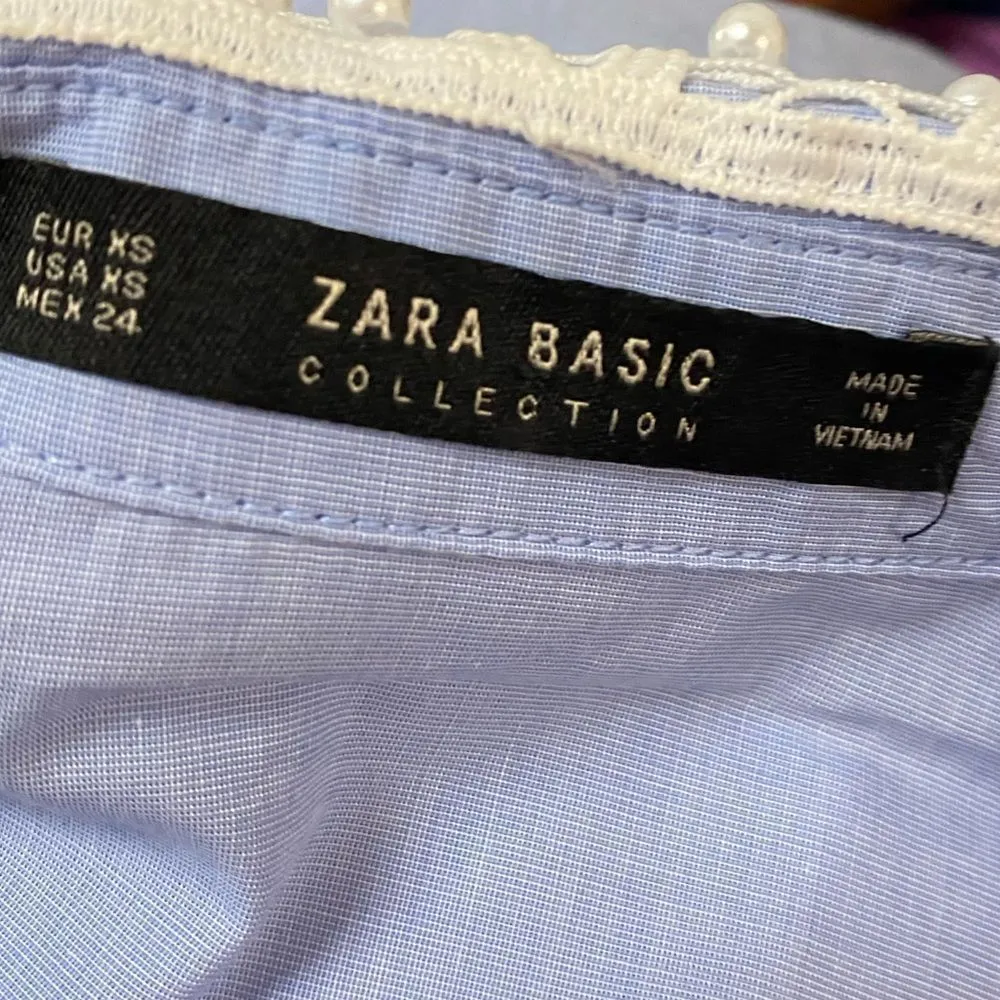 EUR XS
USA XS
MEX 24
ZARA BASIC
COLLECTION
MADE
IN
VIETNAM